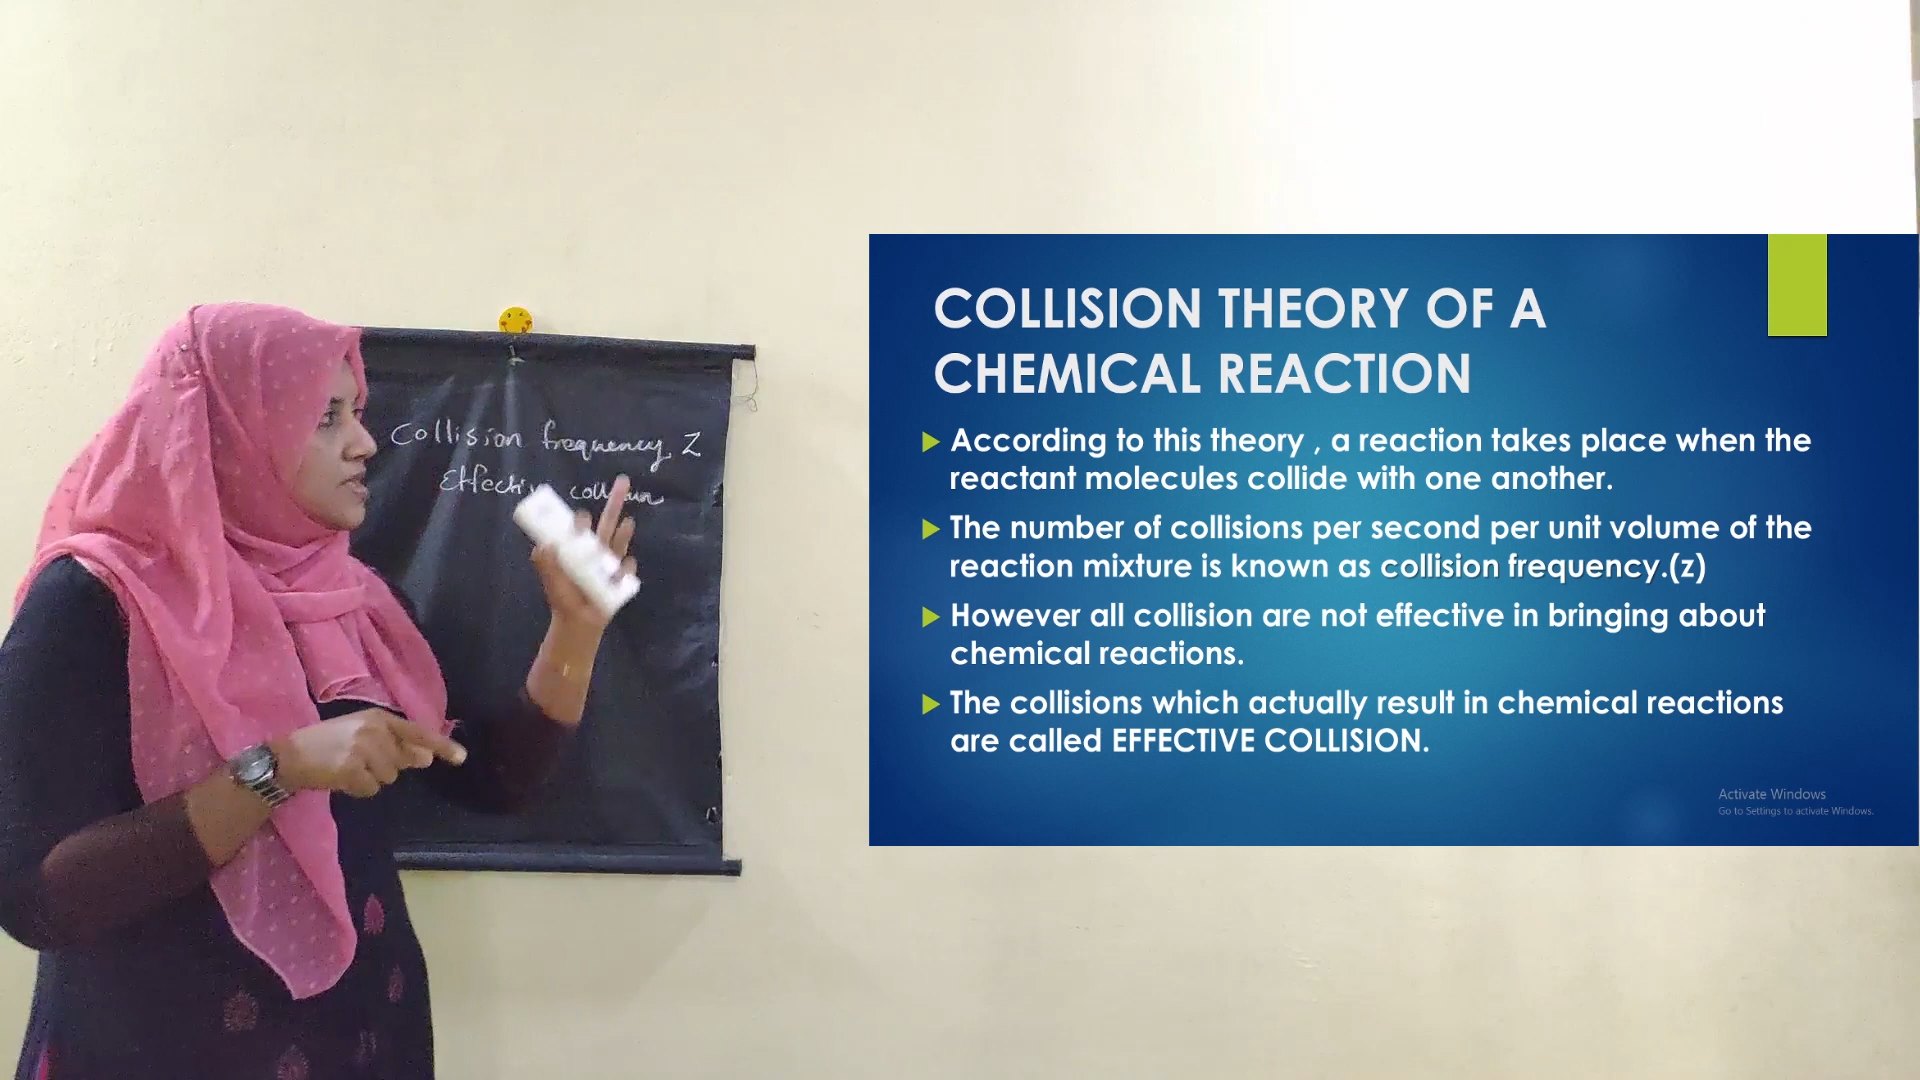 Collision frequency Z
Effective collision
COLLISION THEORY OF A
CHEMICAL REACTION
According to this theory , a reaction takes place when the
reactant molecules collide with one another.
The number of collisions per second per unit volume of the
reaction mixture is known as collision frequency.(z)
However all collision are not effective in bringing about
chemical reactions.
The collisions which actually result in chemical reactions
are called EFFECTIVE COLLISION.
Activate Windows
Go to Settings to activate Windows.